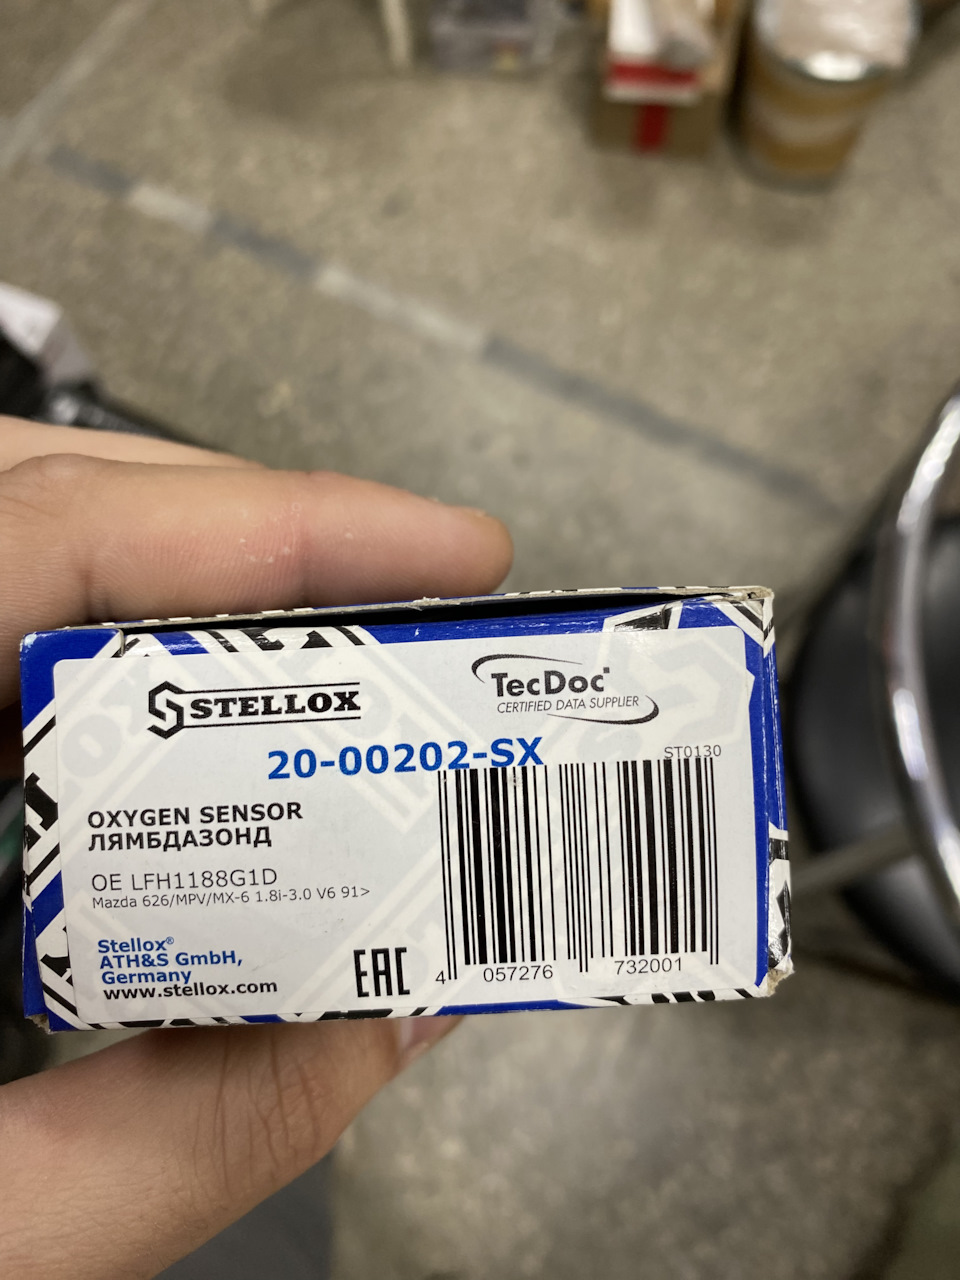 STELLOX
TecDoc
CERTIFIED DATA SUPPLIER
20-00202-SX
ST0130
OXYGEN SENSOR
ЛЯМБДАЗОНД
OE LFH1188G1D
Mazda 626/MPV/MX-6 1.8i-3.0 V6 91>
Stellox®
ATH&S GmbH,
Germany
www.stellox.com
EAC
4 057276 732001